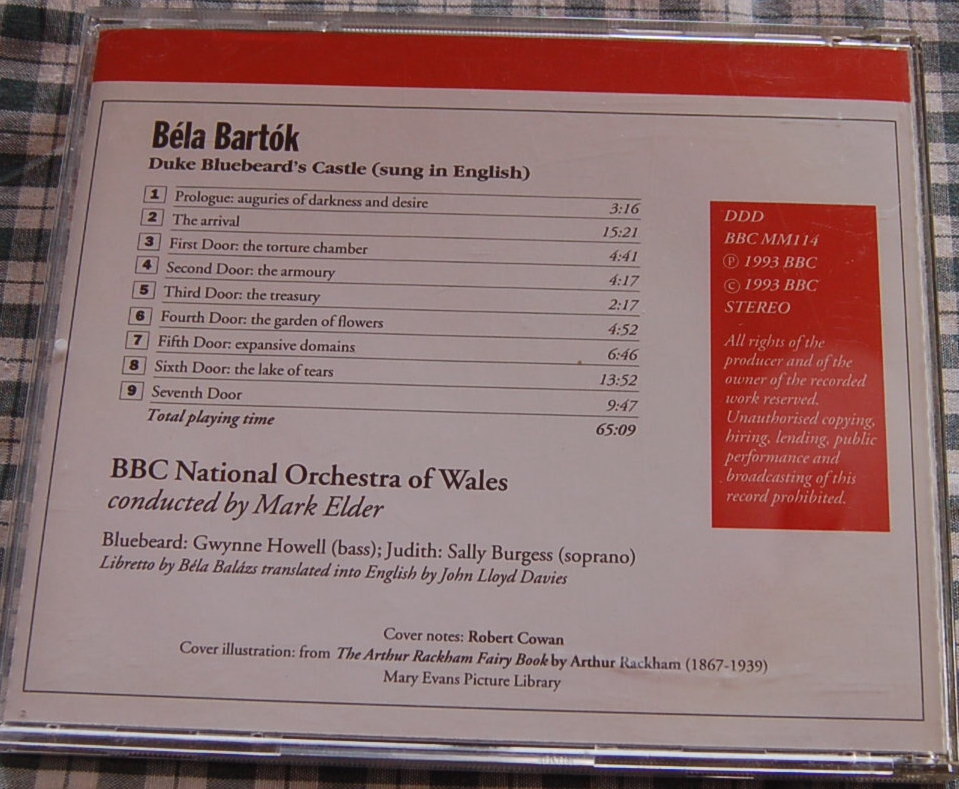 Béla Bartók
Duke Bluebeard's Castle (sung in English)
1 Prologue: auguries of darkness and desire 3:16
2 The arrival 15:21
3 First Door: the torture chamber 4:41
4 Second Door: the armoury 4:17
5 Third Door: the treasury 2:17
6 Fourth Door: the garden of flowers 4:52
7 Fifth Door: expansive domains 6:46
8 Sixth Door: the lake of tears 13:52
9 Seventh Door 9:47
Total playing time 65:09
BBC National Orchestra of Wales
conducted by Mark Elder
Bluebeard: Gwynne Howell (bass); Judith: Sally Burgess (soprano)
Libretto by Béla Balázs translated into English by John Lloyd Davies
Cover notes: Robert Cowan
Cover illustration: from The Arthur Rackham Fairy Book by Arthur Rackham (1867-1939)
Mary Evans Picture Library
DDD
BBC MM114
Ⓟ 1993 BBC
© 1993 BBC
STEREO
All rights of the
producer and of the
owner of the recorded
work reserved.
Unauthorised copying,
hiring, lending, public
performance and
broadcasting of this
record prohibited.